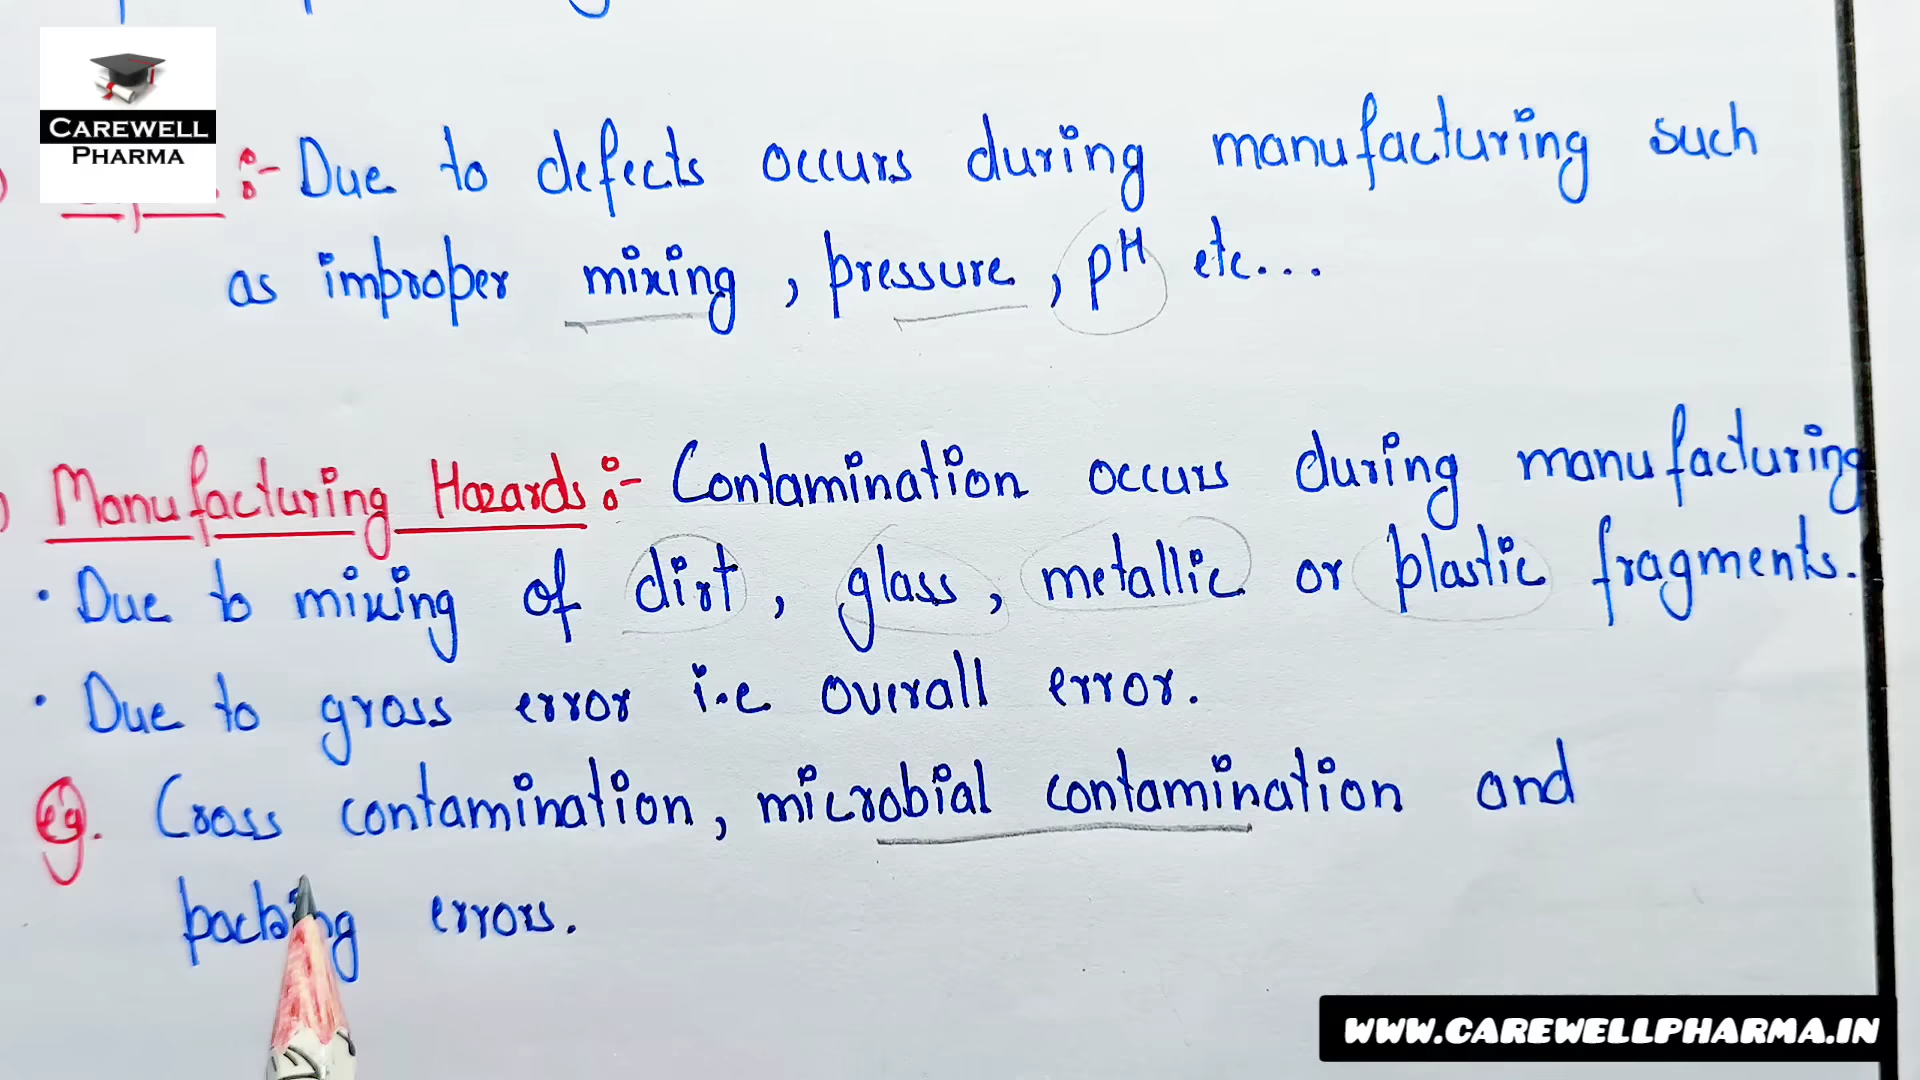 CAREWELL
PHARMA
:- Due to defects occurs during manufacturing such
as improper mixing, pressure, pH etc...
Manufacturing Hazards :- Contamination occurs during manufacturing
• Due to mixing of dirt, glass, metallic or plastic fragments.
• Due to gross error i.e overall error.
eg. Cross contamination, microbial contamination and
packing errors.
WWW.CAREWELLPHARMA.IN